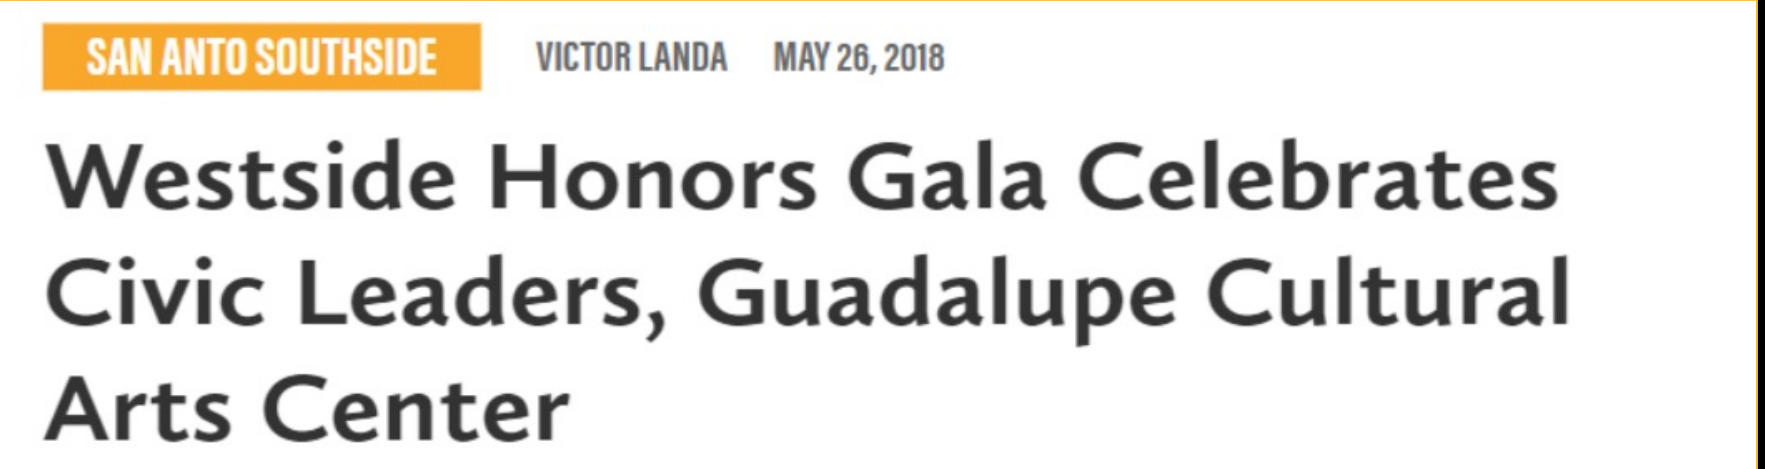 SAN ANTO SOUTHSIDE VICTOR LANDA MAY 26, 2018
Westside Honors Gala Celebrates
Civic Leaders, Guadalupe Cultural
Arts Center